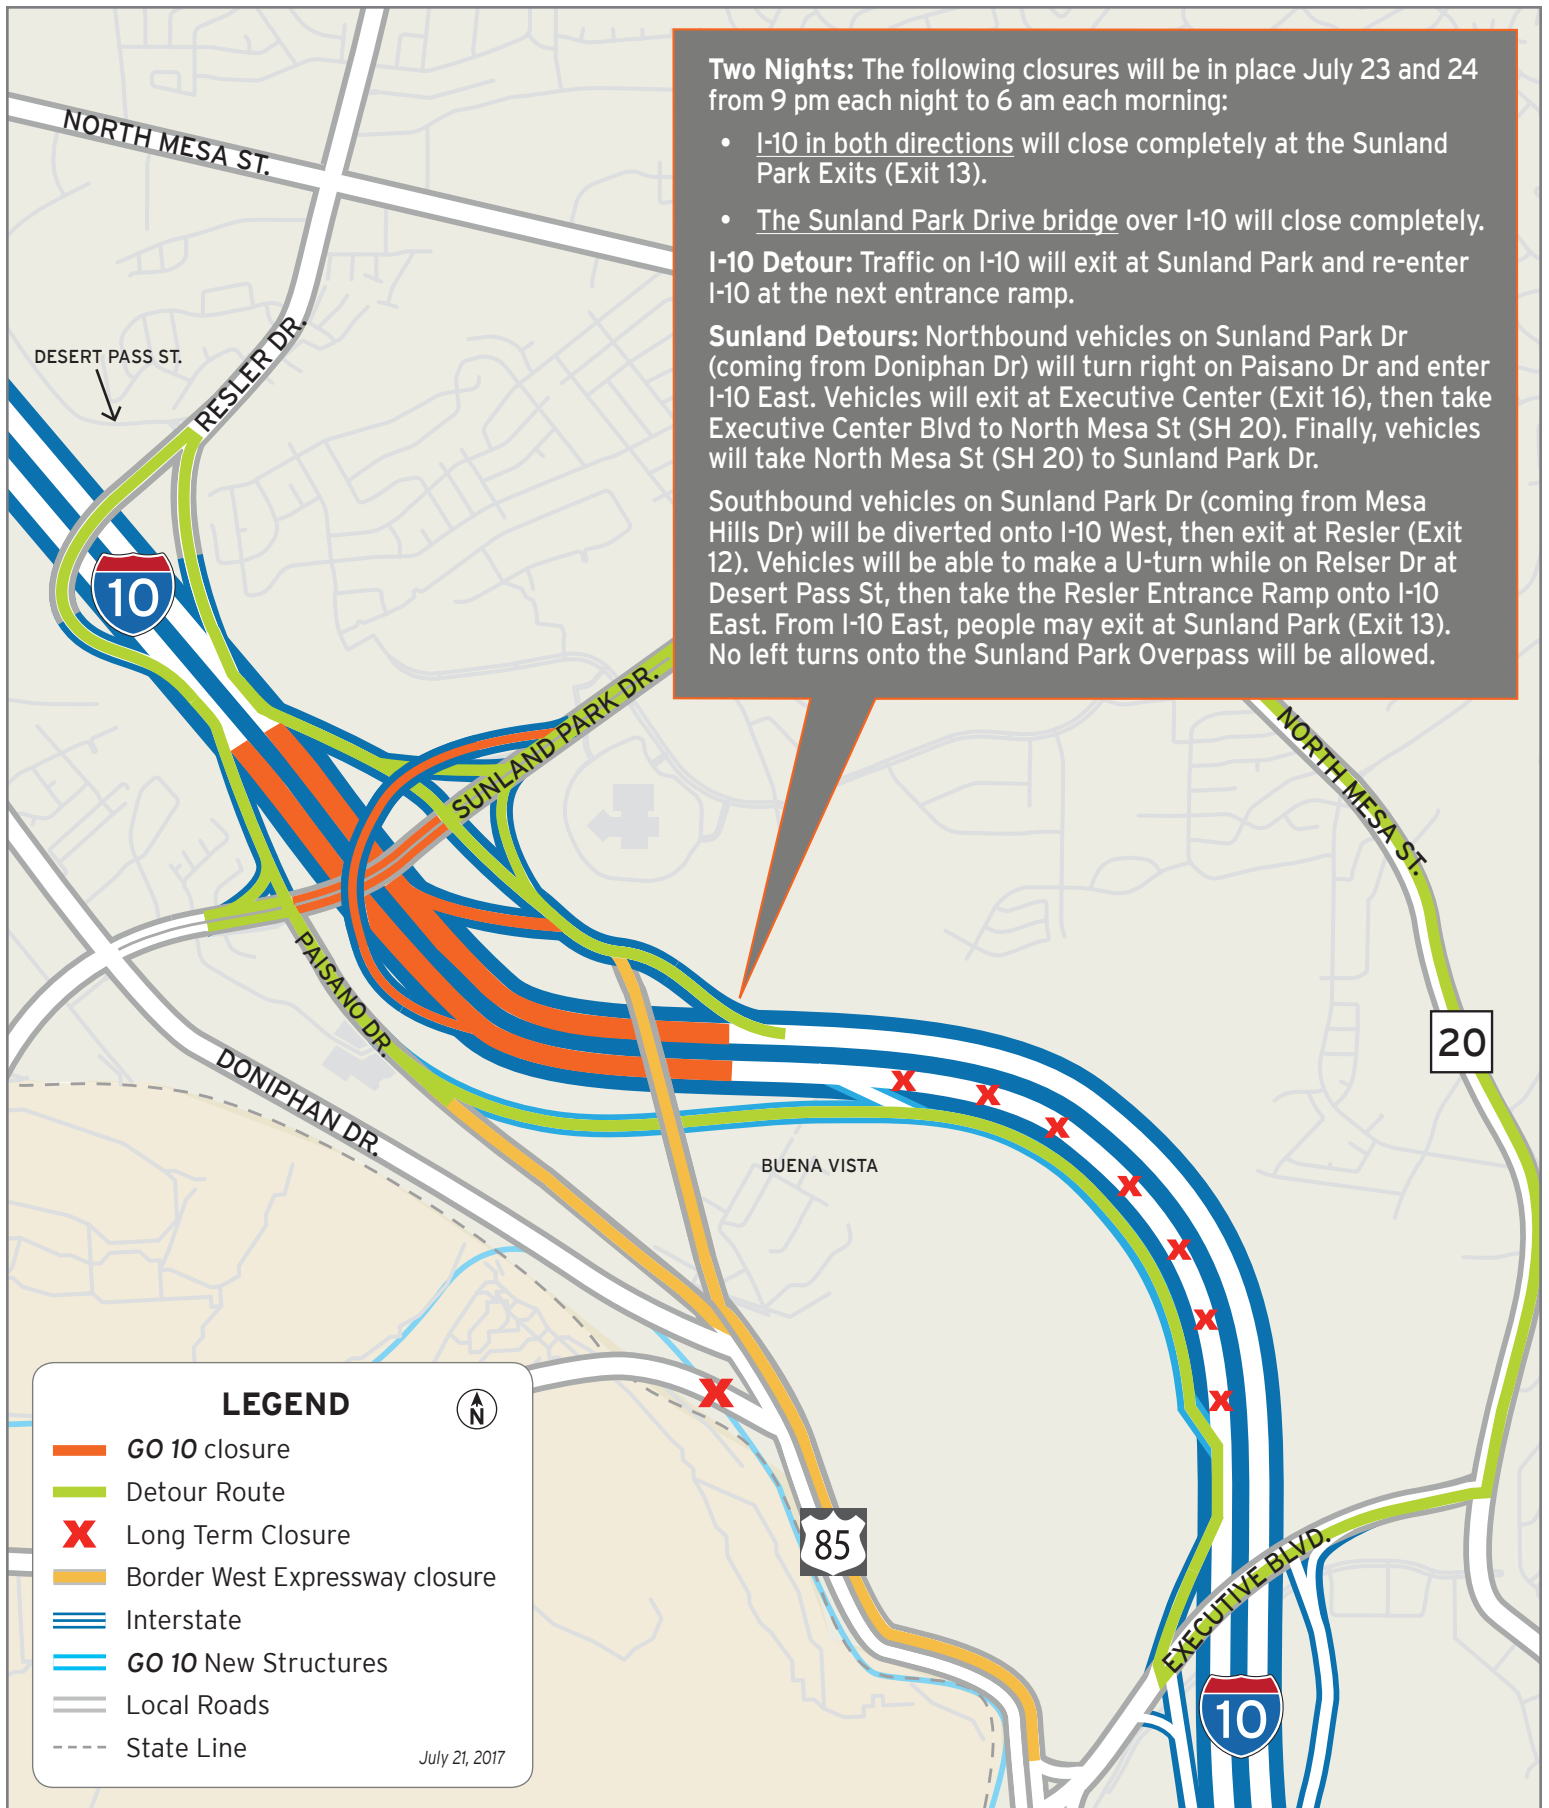 NORTH MESA ST.
Two Nights: The following closures will be in place July 23 and 24
from 9 pm each night to 6 am each morning:
• I-10 in both directions will close completely at the Sunland
Park Exits (Exit 13).
• The Sunland Park Drive bridge over I-10 will close completely.
I-10 Detour: Traffic on I-10 will exit at Sunland Park and re-enter
I-10 at the next entrance ramp.
Sunland Detours: Northbound vehicles on Sunland Park Dr
(coming from Doniphan Dr) will turn right on Paisano Dr and enter
I-10 East. Vehicles will exit at Executive Center (Exit 16), then take
Executive Center Blvd to North Mesa St (SH 20). Finally, vehicles
will take North Mesa St (SH 20) to Sunland Park Dr.
Southbound vehicles on Sunland Park Dr (coming from Mesa
Hills Dr) will be diverted onto I-10 West, then exit at Resler (Exit
12). Vehicles will be able to make a U-turn while on Relser Dr at
Desert Pass St, then take the Resler Entrance Ramp onto I-10
East. From I-10 East, people may exit at Sunland Park (Exit 13).
No left turns onto the Sunland Park Overpass will be allowed.
DESERT PASS ST.
RESLER DR.
10
SUNLAND PARK DR.
NORTH MESA ST.
PAISANO DR.
20
DONIPHAN DR.
BUENA VISTA
85
EXECUTIVE BLVD.
10
LEGEND
N
GO 10 closure
Detour Route
X Long Term Closure
Border West Expressway closure
Interstate
GO 10 New Structures
Local Roads
State Line
July 21, 2017